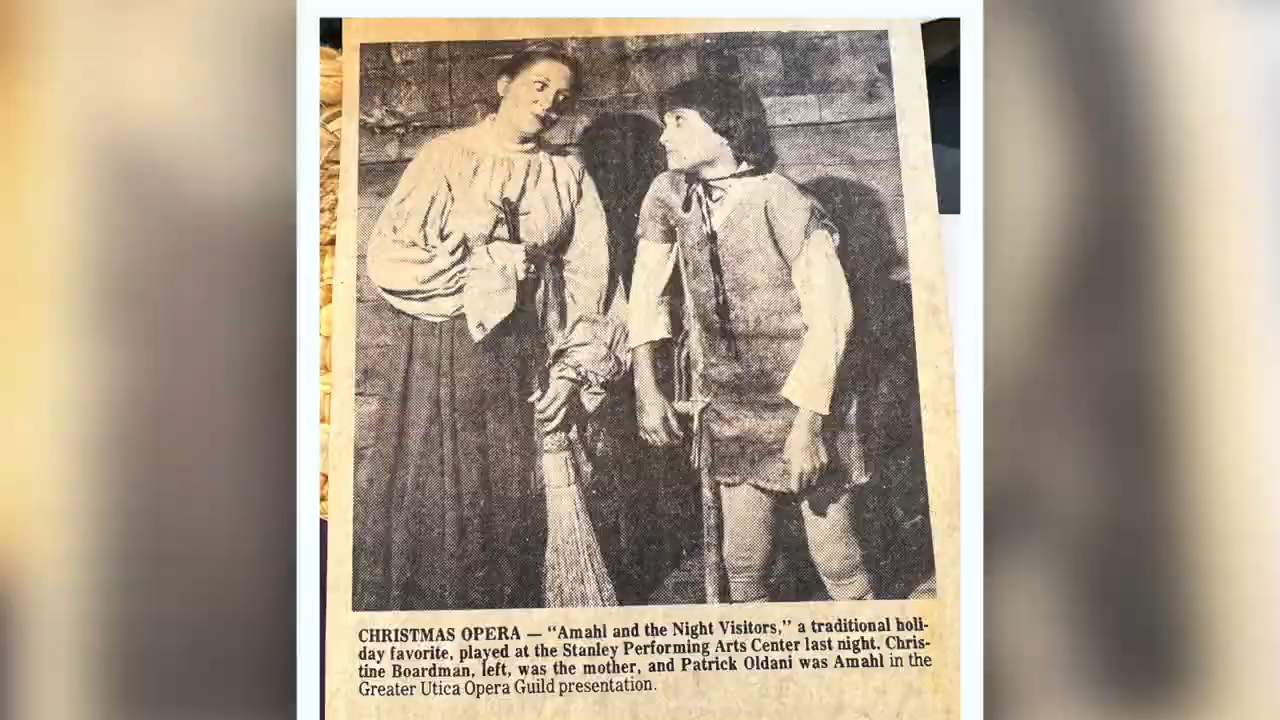 CHRISTMAS OPERA — “Amahl and the Night Visitors,” a traditional holi-
day favorite, played at the Stanley Performing Arts Center last night. Chris-
tine Boardman, left, was the mother, and Patrick Oldani was Amahl in the
Greater Utica Opera Guild presentation.